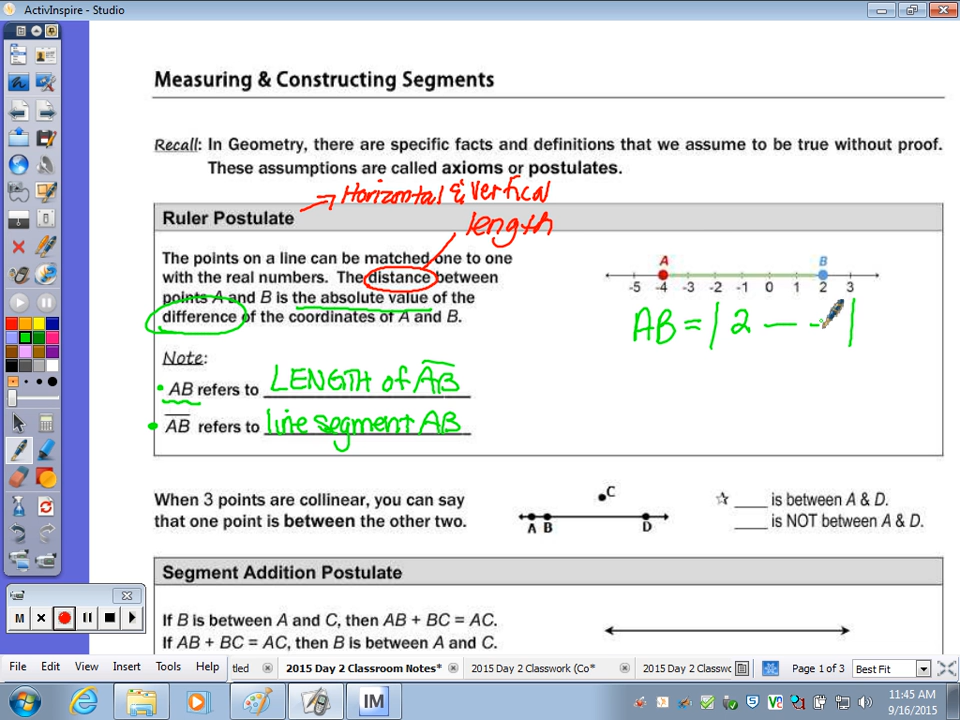 ActivInspire - Studio
Measuring & Constructing Segments
Recall: In Geometry, there are specific facts and definitions that we assume to be true without proof.
These assumptions are called axioms or postulates.
→ Horizontal & vertical
length
Ruler Postulate
The points on a line can be matched one to one
with the real numbers. The distance between
points A and B is the absolute value of the
difference of the coordinates of A and B.
A B
-5 -4 -3 -2 -1 0 1 2 3
AB = | 2 - - |
Note:
• AB refers to LENGTH of A̅B̅
• A̅B̅ refers to line segment AB
When 3 points are collinear, you can say
that one point is between the other two.
C
A B D
☆ ____ is between A & D.
____ is NOT between A & D.
Segment Addition Postulate
If B is between A and C, then AB + BC = AC.
If AB + BC = AC, then B is between A and C.
M
File Edit View Insert Tools Help
tled 2015 Day 2 Classroom Notes* 2015 Day 2 Classwork (Co* 2015 Day 2 Classwc
Page 1 of 3 Best Fit
IM
11:45 AM
9/16/2015